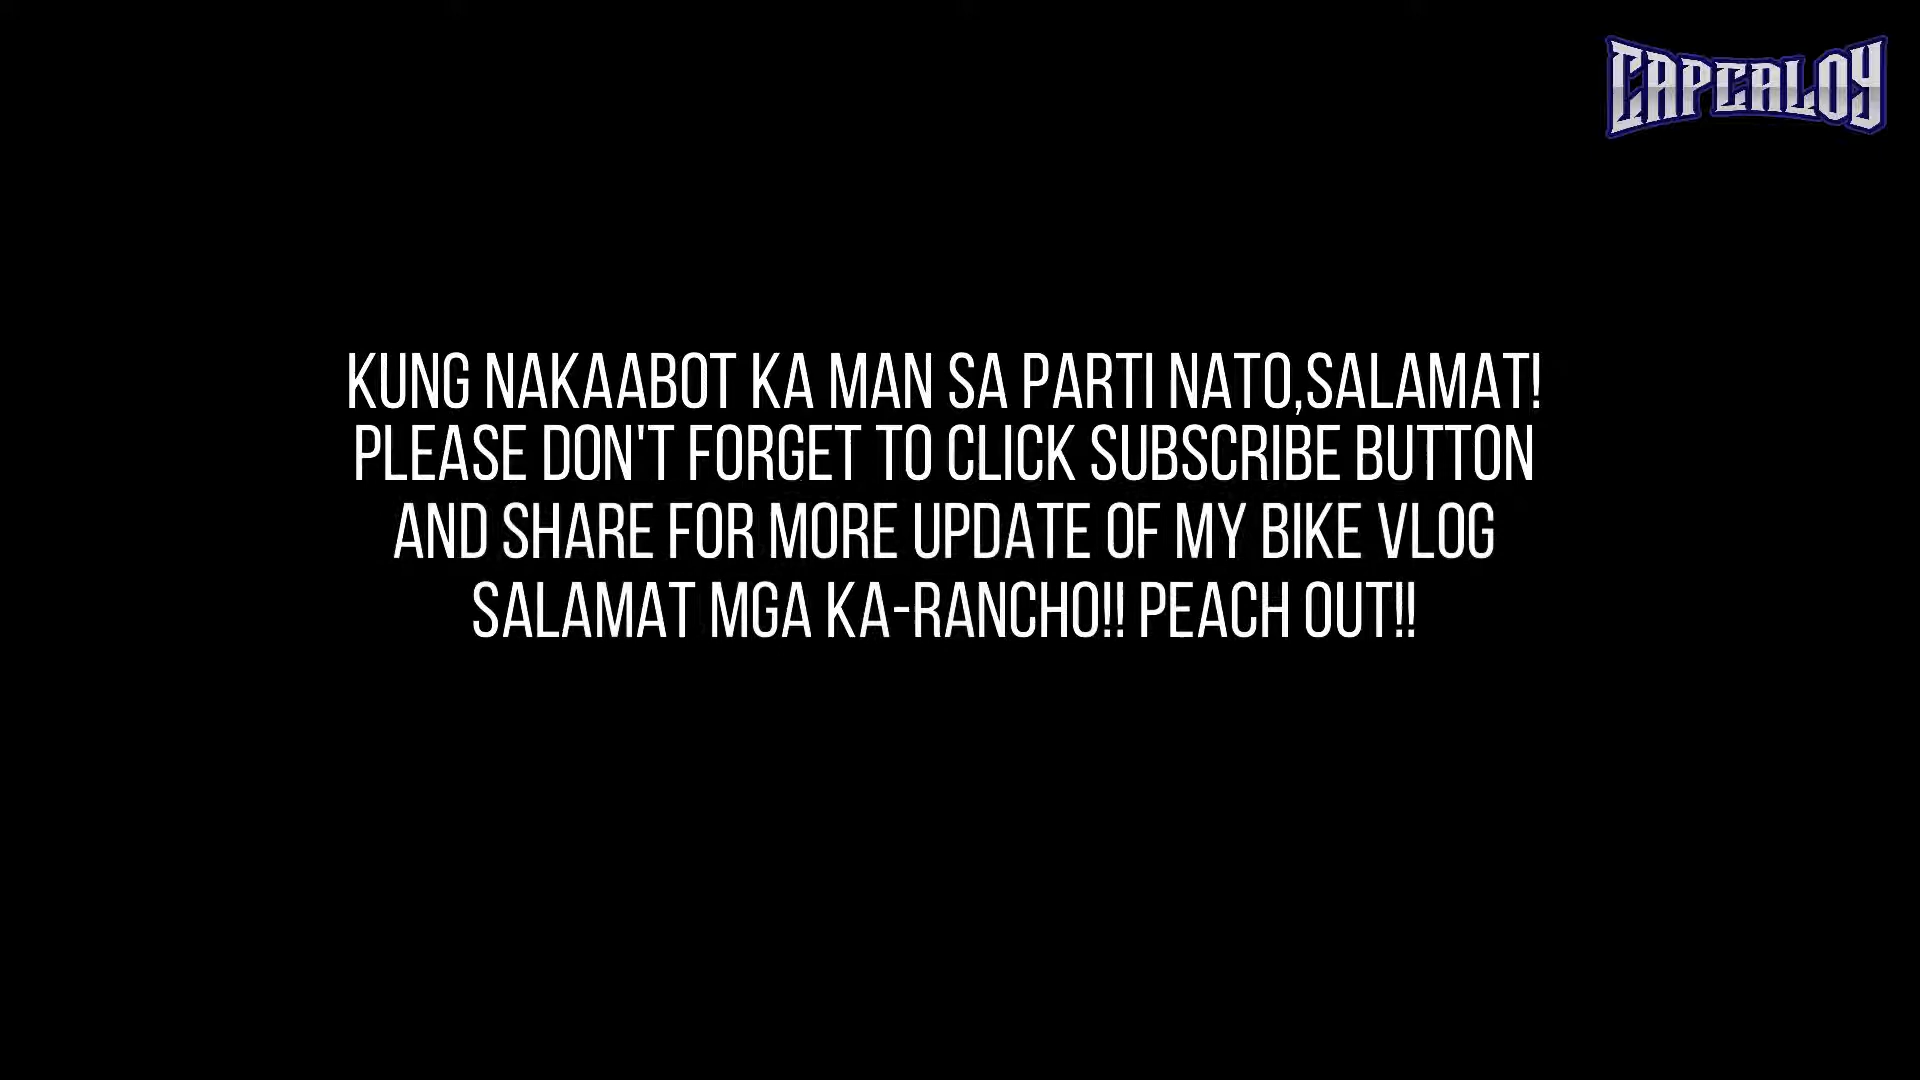 CAPCALOY
KUNG NAKAABOT KA MAN SA PARTI NATO,SALAMAT!
PLEASE DON'T FORGET TO CLICK SUBSCRIBE BUTTON
AND SHARE FOR MORE UPDATE OF MY BIKE VLOG
SALAMAT MGA KA-RANCHO!! PEACH OUT!!